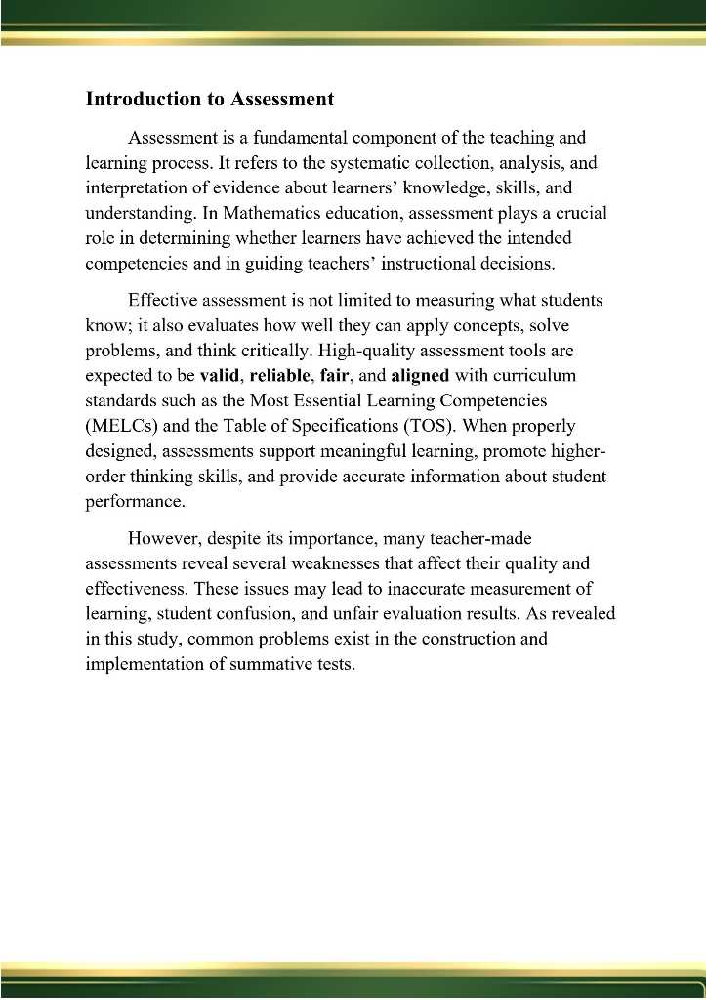 Introduction to Assessment
Assessment is a fundamental component of the teaching and
learning process. It refers to the systematic collection, analysis, and
interpretation of evidence about learners’ knowledge, skills, and
understanding. In Mathematics education, assessment plays a crucial
role in determining whether learners have achieved the intended
competencies and in guiding teachers’ instructional decisions.
Effective assessment is not limited to measuring what students
know; it also evaluates how well they can apply concepts, solve
problems, and think critically. High-quality assessment tools are
expected to be valid, reliable, fair, and aligned with curriculum
standards such as the Most Essential Learning Competencies
(MELCs) and the Table of Specifications (TOS). When properly
designed, assessments support meaningful learning, promote higher-
order thinking skills, and provide accurate information about student
performance.
However, despite its importance, many teacher-made
assessments reveal several weaknesses that affect their quality and
effectiveness. These issues may lead to inaccurate measurement of
learning, student confusion, and unfair evaluation results. As revealed
in this study, common problems exist in the construction and
implementation of summative tests.